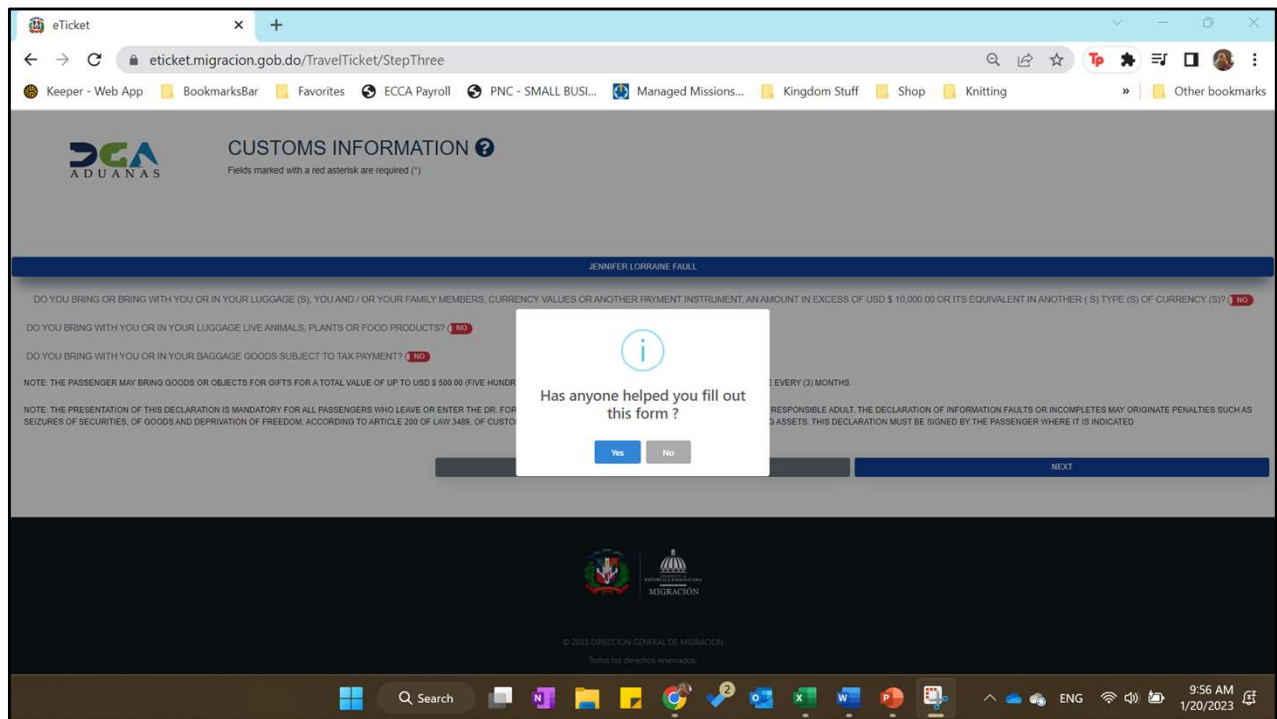 eTicket
eticket.migracion.gob.do/TravelTicket/StepThree
Tp
Keeper - Web App BookmarksBar Favorites ECCA Payroll PNC - SMALL BUSI... Managed Missions... Kingdom Stuff Shop Knitting » Other bookmarks
DGA
ADUANAS
CUSTOMS INFORMATION ?
Fields marked with a red asterisk are required (*)
JENNIFER LORRAINE FAULL
DO YOU BRING OR BRING WITH YOU OR IN YOUR LUGGAGE (S), YOU AND / OR YOUR FAMILY MEMBERS, CURRENCY VALUES OR ANOTHER PAYMENT INSTRUMENT, AN AMOUNT IN EXCESS OF USD $ 10,000.00 OR ITS EQUIVALENT IN ANOTHER ( S) TYPE (S) OF CURRENCY (S)? NO
DO YOU BRING WITH YOU OR IN YOUR LUGGAGE LIVE ANIMALS, PLANTS OR FOOD PRODUCTS? NO
DO YOU BRING WITH YOU OR IN YOUR BAGGAGE GOODS SUBJECT TO TAX PAYMENT? NO
NOTE: THE PASSENGER MAY BRING GOODS OR OBJECTS FOR GIFTS FOR A TOTAL VALUE OF UP TO USD $ 500.00 (FIVE HUNDR E EVERY (3) MONTHS.
NOTE: THE PRESENTATION OF THIS DECLARATION IS MANDATORY FOR ALL PASSENGERS WHO LEAVE OR ENTER THE DR. FOR RESPONSIBLE ADULT. THE DECLARATION OF INFORMATION FAULTS OR INCOMPLETES MAY ORIGINATE PENALTIES SUCH AS
SEIZURES OF SECURITIES, OF GOODS AND DEPRIVATION OF FREEDOM, ACCORDING TO ARTICLE 200 OF LAW 3489, OF CUSTO G ASSETS. THIS DECLARATION MUST BE SIGNED BY THE PASSENGER WHERE IT IS INDICATED
i
Has anyone helped you fill out
this form ?
Yes No
NEXT
REPÚBLICA DOMINICANA
MIGRACIÓN
© 2023 DIRECCION GENERAL DE MIGRACION
Todos los derechos reservados.
Search 2 ENG 9:56 AM
1/20/2023